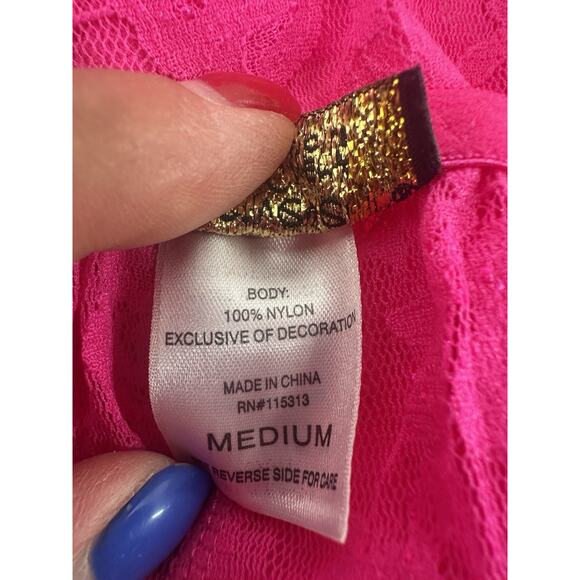 BODY:
100% NYLON
EXCLUSIVE OF DECORATION
MADE IN CHINA
RN#115313
MEDIUM
REVERSE SIDE FOR CARE